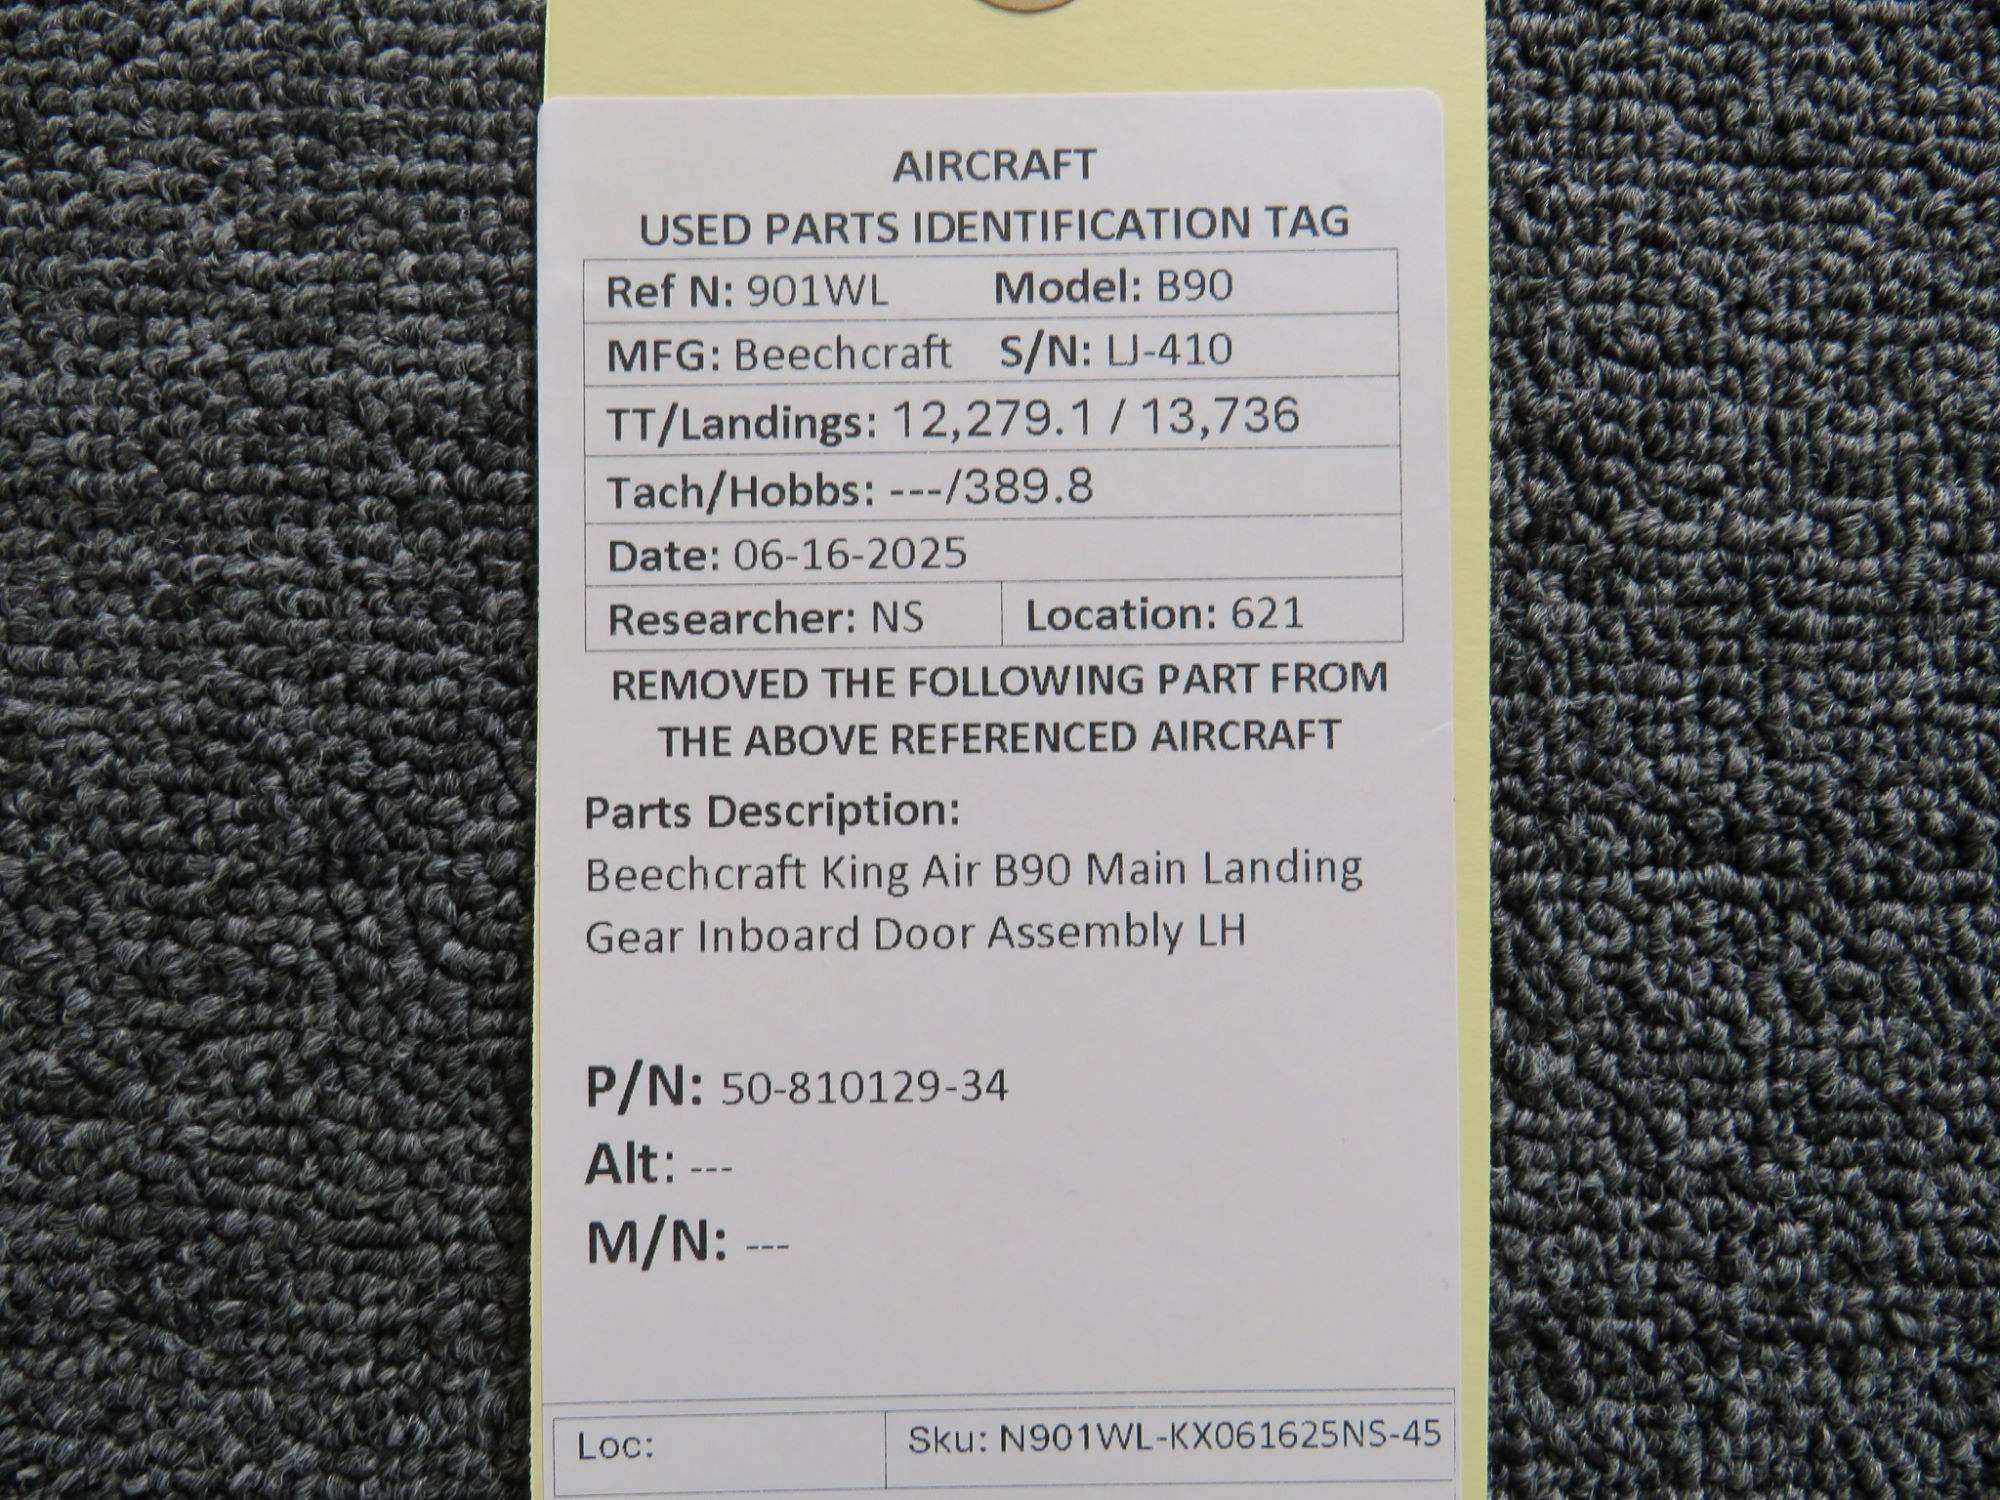 AIRCRAFT
USED PARTS IDENTIFICATION TAG
Ref N: 901WL Model: B90
MFG: Beechcraft S/N: LJ-410
TT/Landings: 12,279.1 / 13,736
Tach/Hobbs: ---/389.8
Date: 06-16-2025
Researcher: NS Location: 621
REMOVED THE FOLLOWING PART FROM
THE ABOVE REFERENCED AIRCRAFT
Parts Description:
Beechcraft King Air B90 Main Landing
Gear Inboard Door Assembly LH
P/N: 50-810129-34
Alt: ---
M/N: ---
Loc: Sku: N901WL-KX061625NS-45